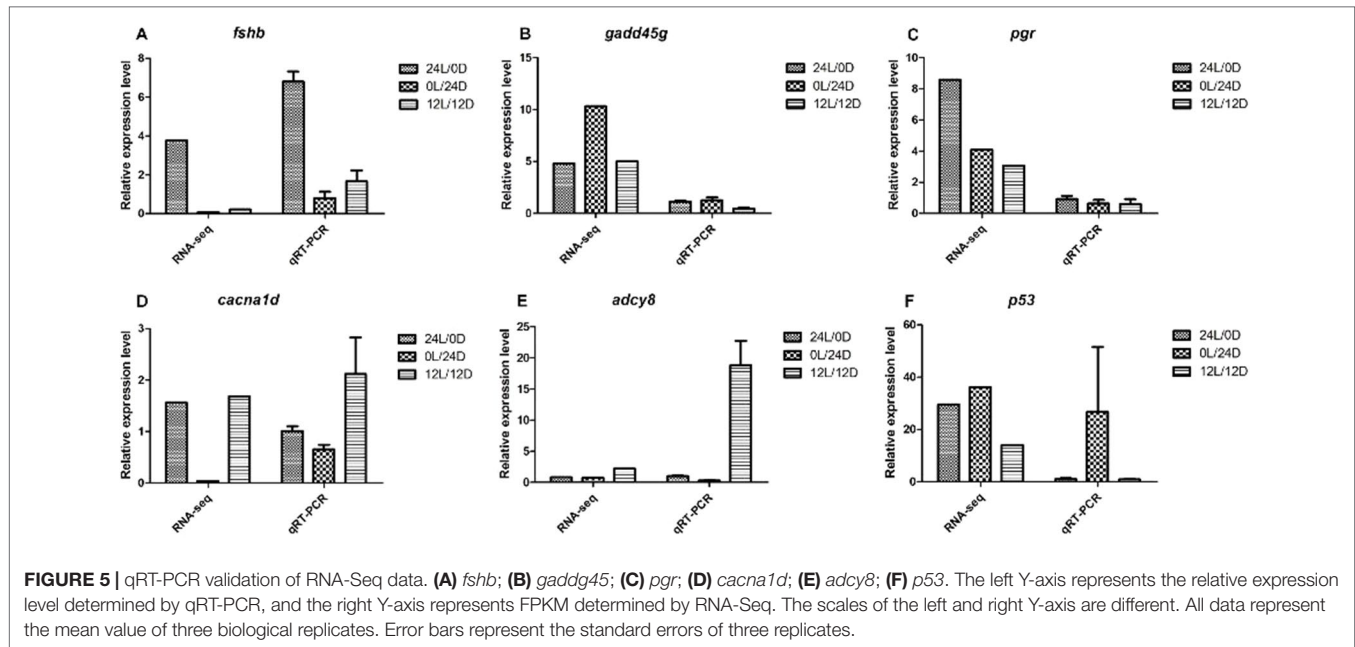 A
fshb
Relative expression level
8
6
4
2
0
RNA-seq
qRT-PCR
24L/0D
0L/24D
12L/12D
B
gadd45g
Relative expression level
15
10
5
0
RNA-seq
qRT-PCR
24L/0D
0L/24D
12L/12D
C
pgr
Relative expression level
10
8
6
4
2
0
RNA-seq
qRT-PCR
24L/0D
0L/24D
12L/12D
D
cacna1d
Relative expression level
3
2
1
0
RNA-seq
qRT-PCR
24L/0D
0L/24D
12L/12D
E
adcy8
Relative expression level
25
20
15
10
5
0
RNA-seq
qRT-PCR
24L/0D
0L/24D
12L/12D
F
p53
Relative expression level
60
40
20
0
RNA-seq
qRT-PCR
24L/0D
0L/24D
12L/12D
FIGURE 5 | qRT-PCR validation of RNA-Seq data. (A) fshb; (B) gaddg45; (C) pgr; (D) cacna1d; (E) adcy8; (F) p53. The left Y-axis represents the relative expression
level determined by qRT-PCR, and the right Y-axis represents FPKM determined by RNA-Seq. The scales of the left and right Y-axis are different. All data represent
the mean value of three biological replicates. Error bars represent the standard errors of three replicates.